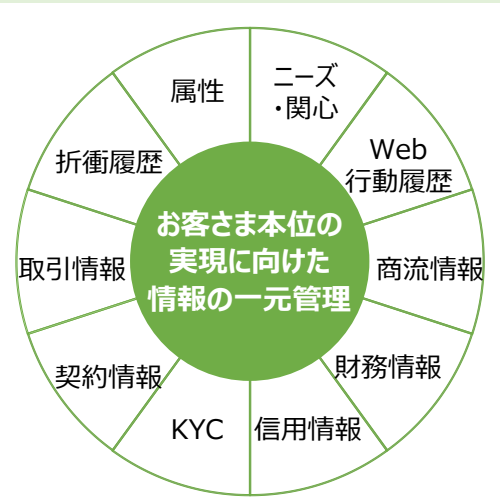 属性
ニーズ
・関心
折衝履歴
Web
行動履歴
お客さま本位の
実現に向けた
情報の一元管理
取引情報
商流情報
契約情報
財務情報
KYC
信用情報